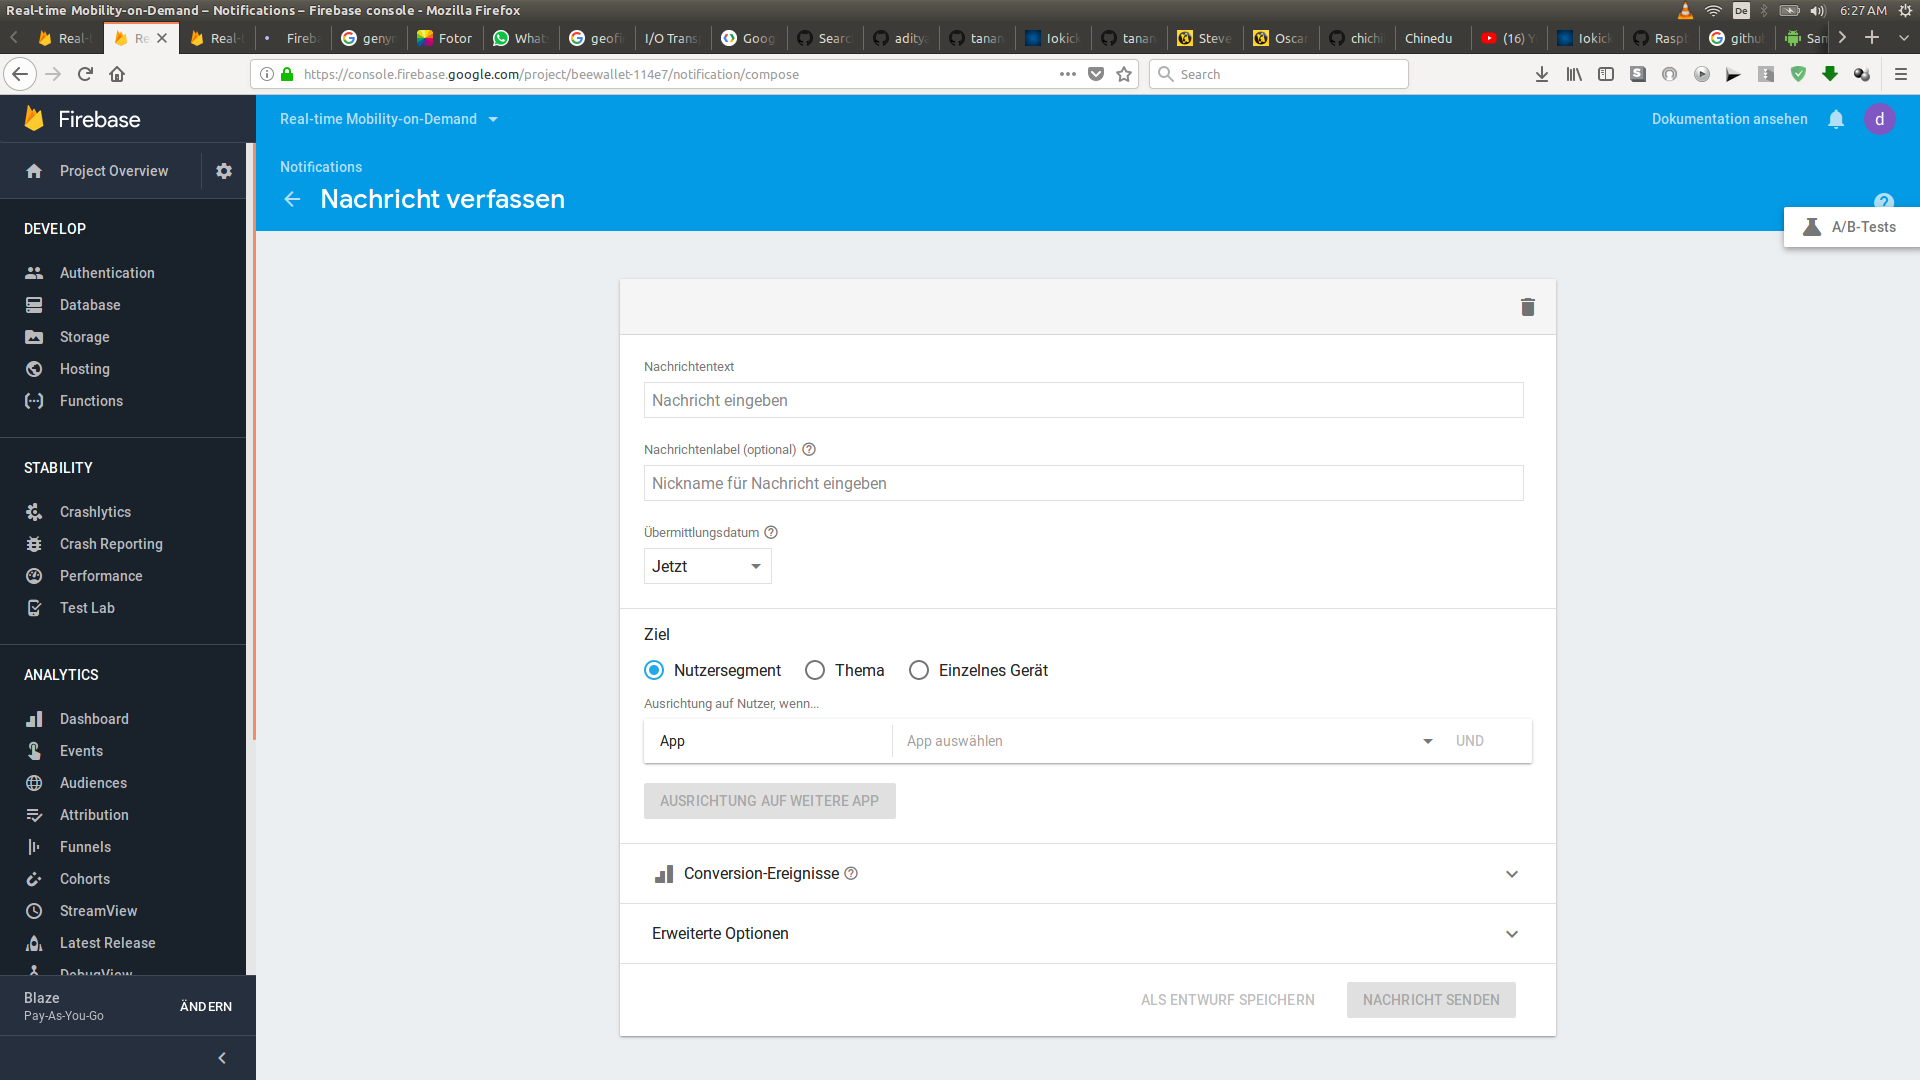 Real-time Mobility-on-Demand – Notifications – Firebase console - Mozilla Firefox
De
6:27 AM
Real-
Re
Real-
Fireba
genym
Fotor
What
geofi
I/O Trans
Goog
Searc
aditya
tanan
lokick
tanan
Steve
Oscar
chichi
Chinedu
(16) Y
lokick
Raspb
githu
Sam
https://console.firebase.google.com/project/beewallet-114e7/notification/compose
Search
Firebase
Real-time Mobility-on-Demand
Dokumentation ansehen
d
Project Overview
Notifications
Nachricht verfassen
A/B-Tests
DEVELOP
Authentication
Database
Storage
Hosting
Functions
STABILITY
Crashlytics
Crash Reporting
Performance
Test Lab
ANALYTICS
Dashboard
Events
Audiences
Attribution
Funnels
Cohorts
StreamView
Latest Release
DebugView
Blaze
Pay-As-You-Go
ÄNDERN
Nachrichtentext
Nachricht eingeben
Nachrichtenlabel (optional)
Nickname für Nachricht eingeben
Übermittlungsdatum
Jetzt
Ziel
Nutzersegment
Thema
Einzelnes Gerät
Ausrichtung auf Nutzer, wenn...
App
App auswählen
UND
AUSRICHTUNG AUF WEITERE APP
Conversion-Ereignisse
Erweiterte Optionen
ALS ENTWURF SPEICHERN
NACHRICHT SENDEN